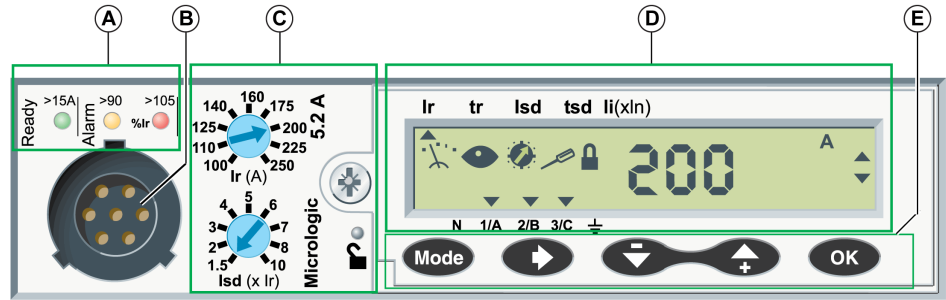 A B C D E
Ready
>15A
Alarm
>90
>105
%Ir
160
140 175
125 200
110 225
100 250
Ir (A)
5.2 A
Micrologic
5
4 6
3 7
2 8
1.5 10
Isd (x Ir)
Ir tr Isd tsd Ii(xIn)
200 A
N 1/A 2/B 3/C
Mode - + OK